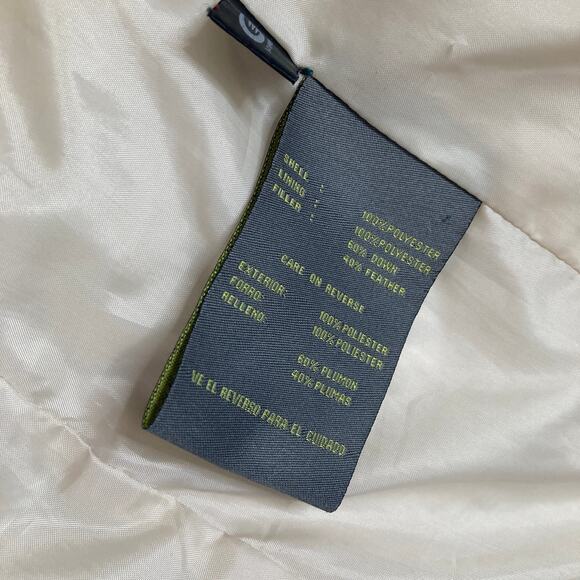 SHELL : 100% POLYESTER
LINING : 100% POLYESTER
FILLER : 60% DOWN
40% FEATHER
CARE ON REVERSE
EXTERIOR: 100% POLIESTER
FORRO: 100% POLIESTER
RELLENO: 60% PLUMON
40% PLUMAS
VE EL REVERSO PARA EL CUIDADO